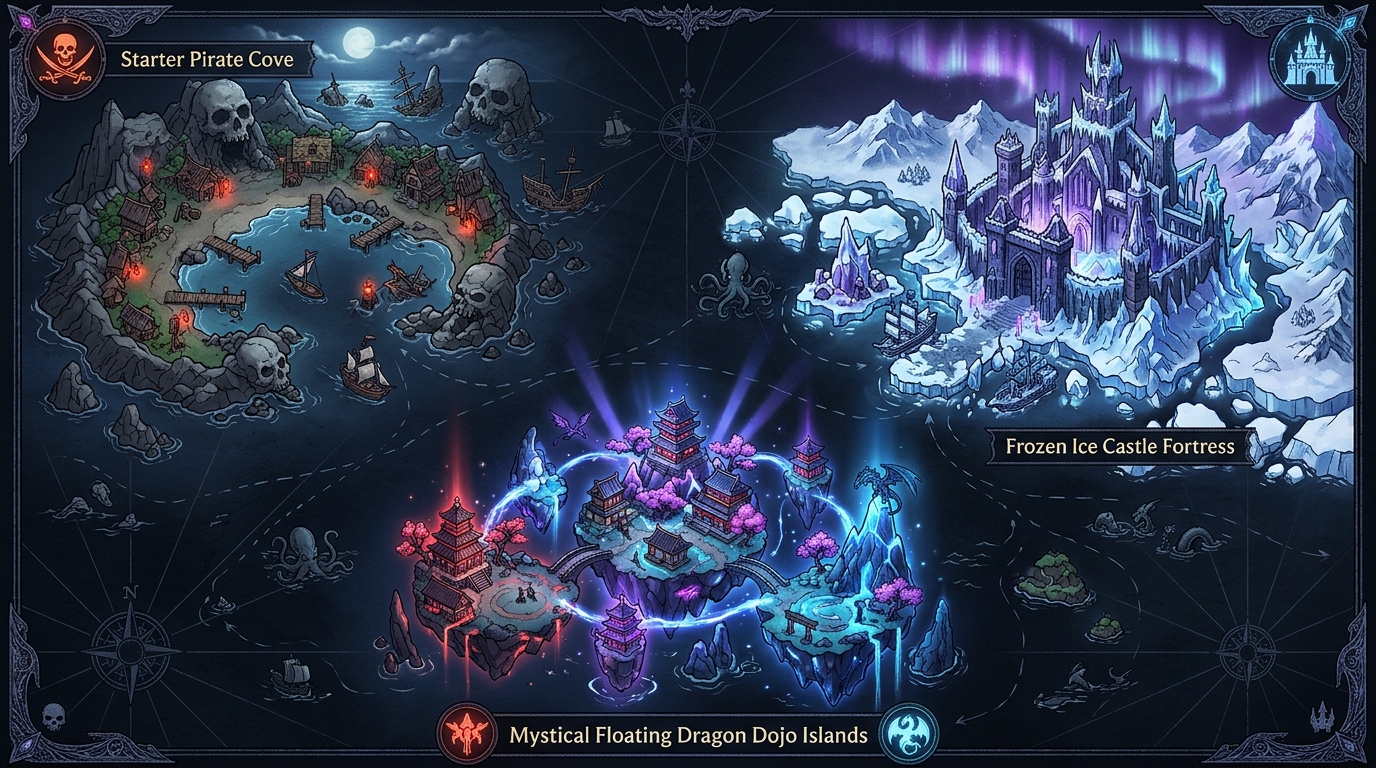 Starter Pirate Cove
Frozen Ice Castle Fortress
N
Mystical Floating Dragon Dojo Islands